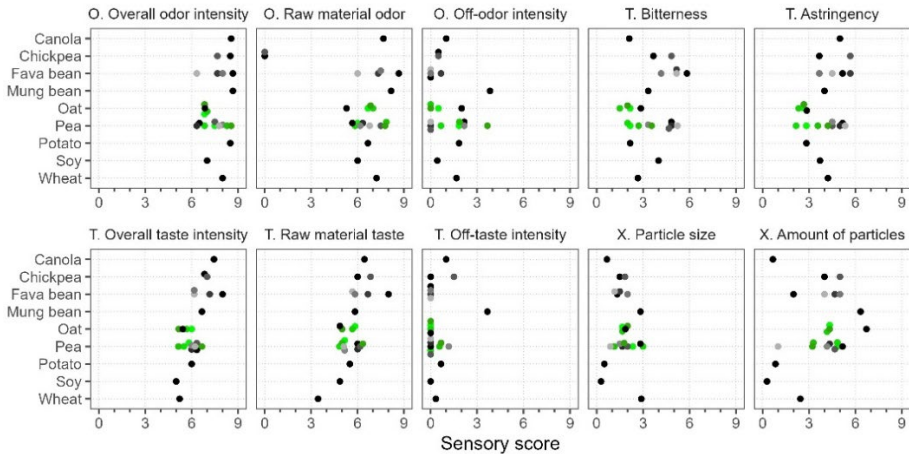 O. Overall odor intensity O. Raw material odor O. Off-odor intensity T. Bitterness T. Astringency
Canola
Chickpea
Fava bean
Mung bean
Oat
Pea
Potato
Soy
Wheat
0 3 6 9 0 3 6 9 0 3 6 9 0 3 6 9 0 3 6 9
T. Overall taste intensity T. Raw material taste T. Off-taste intensity X. Particle size X. Amount of particles
Canola
Chickpea
Fava bean
Mung bean
Oat
Pea
Potato
Soy
Wheat
0 3 6 9 0 3 6 9 0 3 6 9 0 3 6 9 0 3 6 9
Sensory score